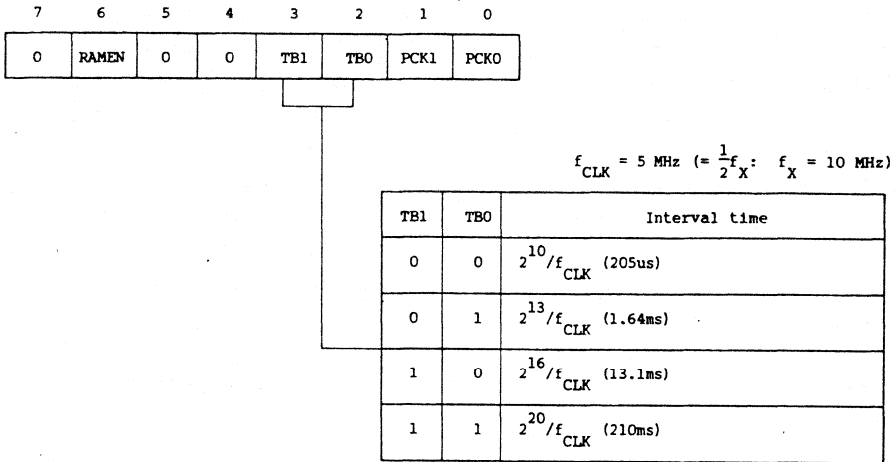 7 6 5 4 3 2 1 0
0 RAMEN 0 0 TB1 TB0 PCK1 PCK0
f_CLK = 5 MHz (= 1/2 f_X: f_X = 10 MHz)
TB1 TB0 Interval time
0 0 2^10/f_CLK (205us)
0 1 2^13/f_CLK (1.64ms)
1 0 2^16/f_CLK (13.1ms)
1 1 2^20/f_CLK (210ms)